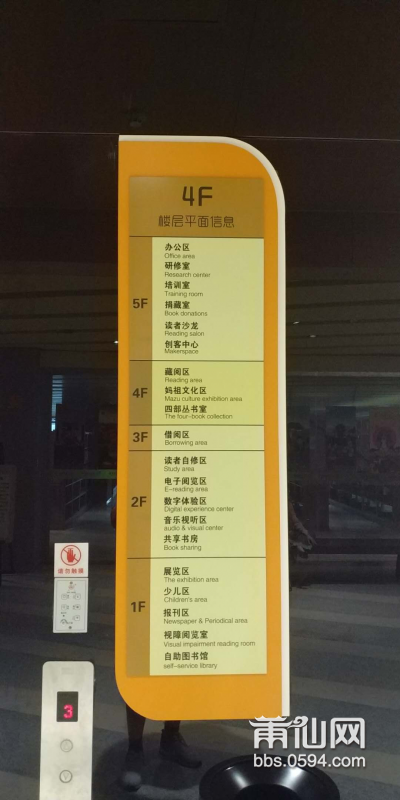 4F
楼层平面信息
5F
办公区
Office area
研修室
Research center
培训室
Training room
捐藏室
Book donations
读者沙龙
Reading salon
创客中心
Makerspace
4F
藏阅区
Reading area
妈祖文化区
Mazu culture exhibition area
四部丛书室
The four-book collection
3F
借阅区
Borrowing area
2F
读者自修区
Study area
电子阅览区
E-reading area
数字体验区
Digital experience center
音乐视听区
audio & visual center
共享书房
Book sharing
1F
展览区
The exhibition area
少儿区
Children's area
报刊区
Newspaper & Periodical area
视障阅览室
Visual impairment reading room
自助图书馆
self-service library
请勿触摸
3
莆仙网
bbs.0594.com